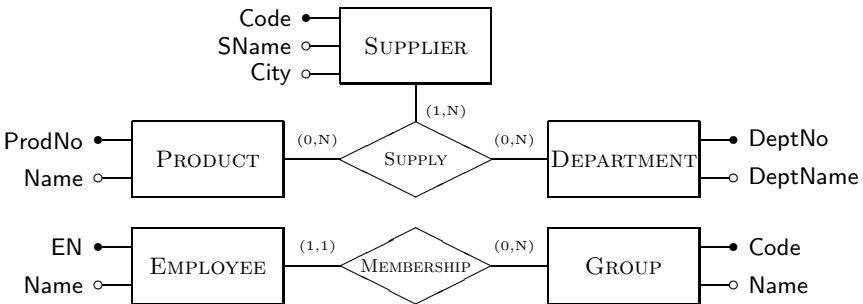 Code
SName
City
SUPPLIER
(1,N)
ProdNo
Name
PRODUCT
(0,N)
SUPPLY
(0,N)
DEPARTMENT
DeptNo
DeptName
EN
Name
EMPLOYEE
(1,1)
MEMBERSHIP
(0,N)
GROUP
Code
Name